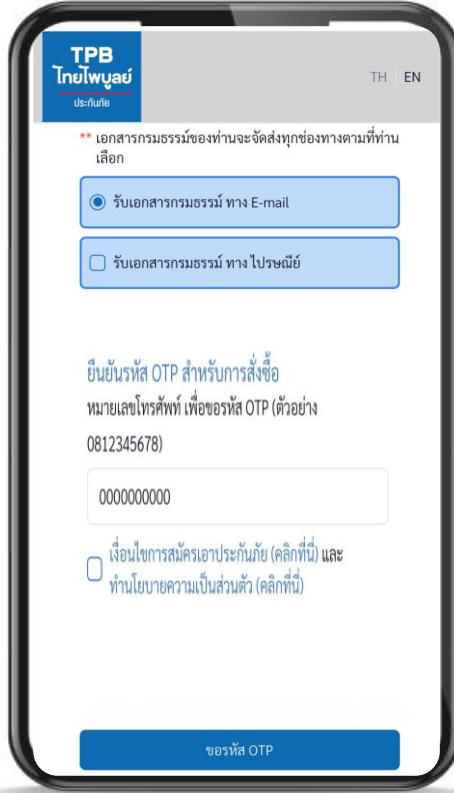 TPB
ไทยไพบูลย์
ประกันภัย
TH EN
** เอกสารกรมธรรม์ของท่านจะจัดส่งทุกช่องทางตามที่ท่าน
เลือก
รับเอกสารกรมธรรม์ ทาง E-mail
รับเอกสารกรมธรรม์ ทาง ไปรษณีย์
ยืนยันรหัส OTP สำหรับการสั่งซื้อ
หมายเลขโทรศัพท์ เพื่อขอรหัส OTP (ตัวอย่าง
0812345678)
0000000000
เงื่อนไขการสมัครเอาประกันภัย (คลิกที่นี่) และ
ทำนโยบายความเป็นส่วนตัว (คลิกที่นี่)
ขอรหัส OTP